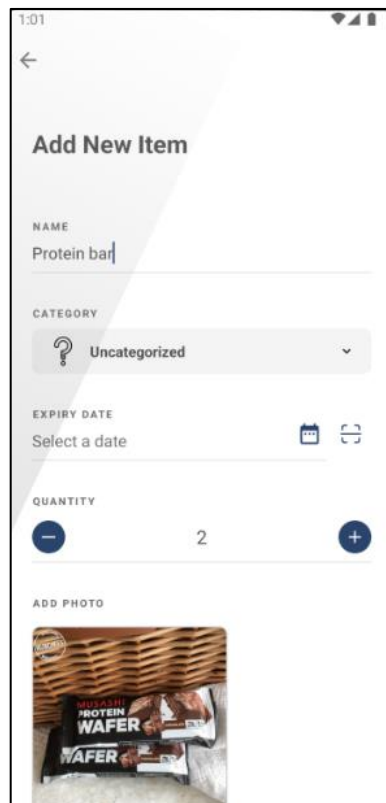 1:01
Add New Item
NAME
Protein bar
CATEGORY
Uncategorized
EXPIRY DATE
Select a date
QUANTITY
2
ADD PHOTO
MUSASHI
PROTEIN
WAFER
WAFER